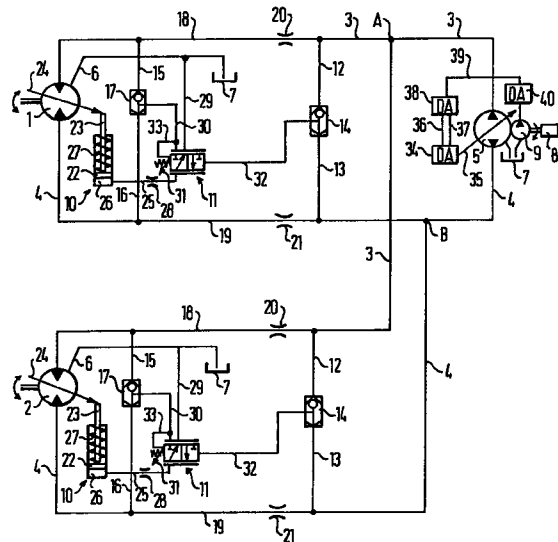 18 20 3 A 3
24 6 15 12 39
17 29 7 38 DA DA 40
1 33 30 14 36 37
23 27 34 DA 5 9 8
22 32 35 7
10 26 16 25 28 31 11 13 4
4
19 21 B
3
18 20
24 6 15 12 4
17 29 7
2 33 30 14
23 27
22 32
4 10 26 16 25 28 31 11 13
19 21